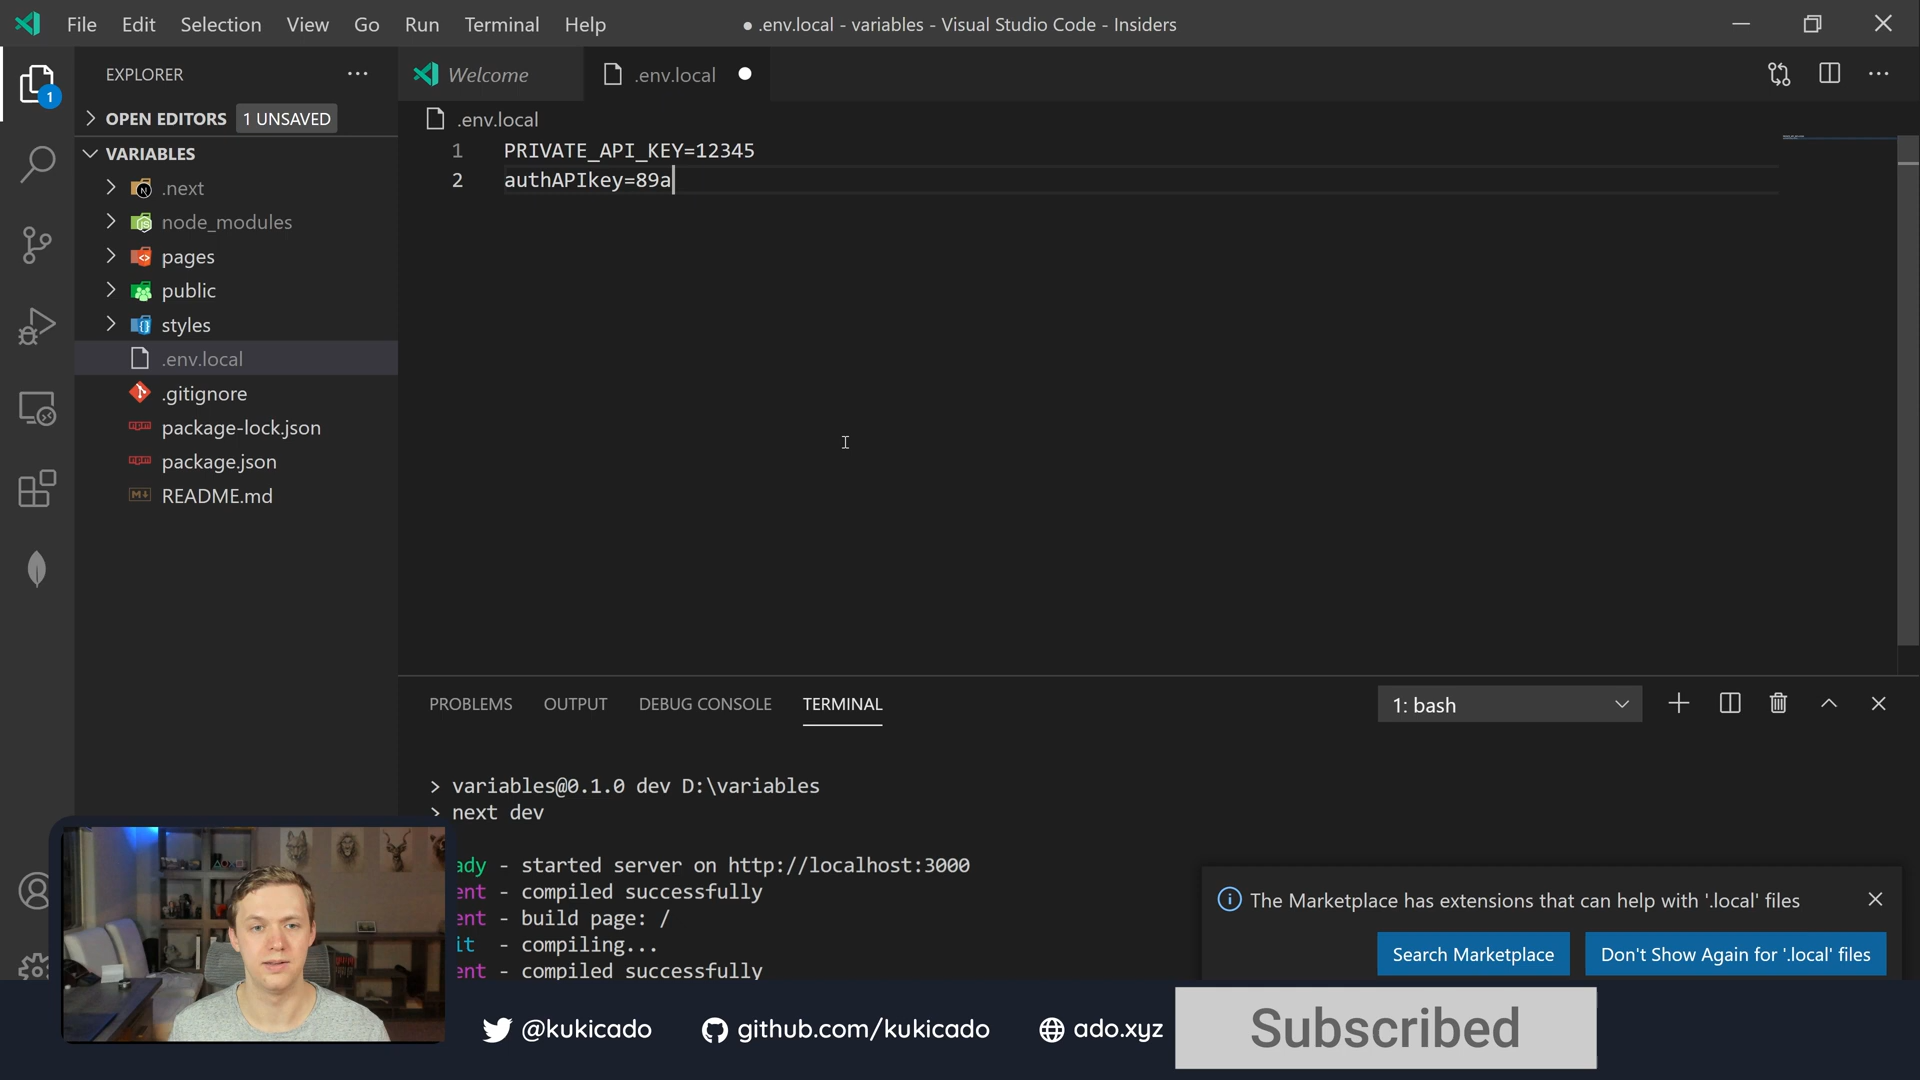 File Edit Selection View Go Run Terminal Help
● .env.local - variables - Visual Studio Code - Insiders
EXPLORER
Welcome
.env.local
1
OPEN EDITORS 1 UNSAVED
.env.local
VARIABLES
.next
node_modules
pages
public
styles
.env.local
.gitignore
package-lock.json
package.json
README.md
1 PRIVATE_API_KEY=12345
2 authAPIkey=89a
PROBLEMS OUTPUT DEBUG CONSOLE TERMINAL
1: bash
> variables@0.1.0 dev D:\variables
> next dev
ady - started server on http://localhost:3000
ent - compiled successfully
ent - build page: /
it - compiling...
ent - compiled successfully
The Marketplace has extensions that can help with '.local' files
Search Marketplace
Don't Show Again for '.local' files
@kukicado
github.com/kukicado
ado.xyz
Subscribed